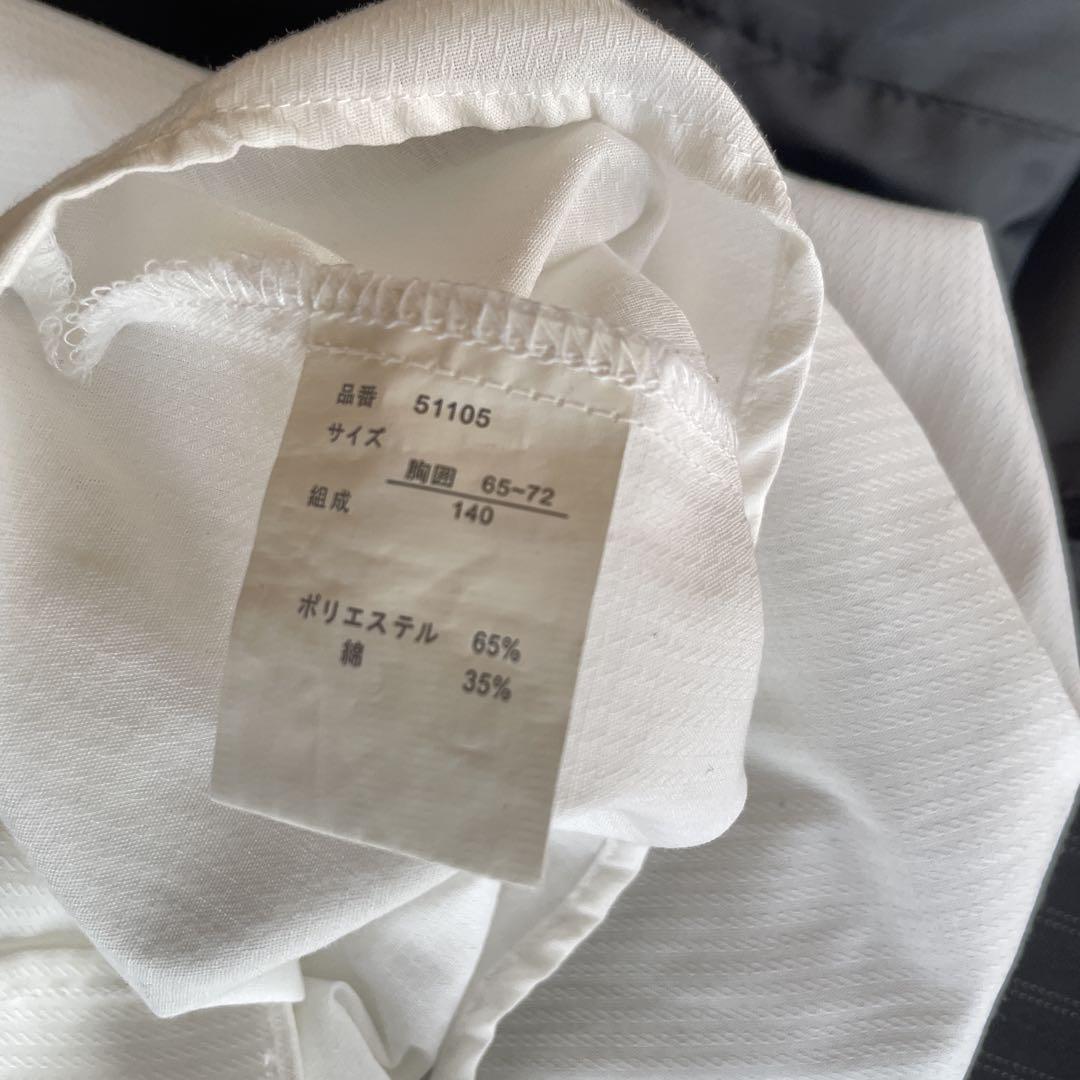 品番 51105
サイズ
胸囲 65-72
組成 140
ポリエステル 65%
綿 35%